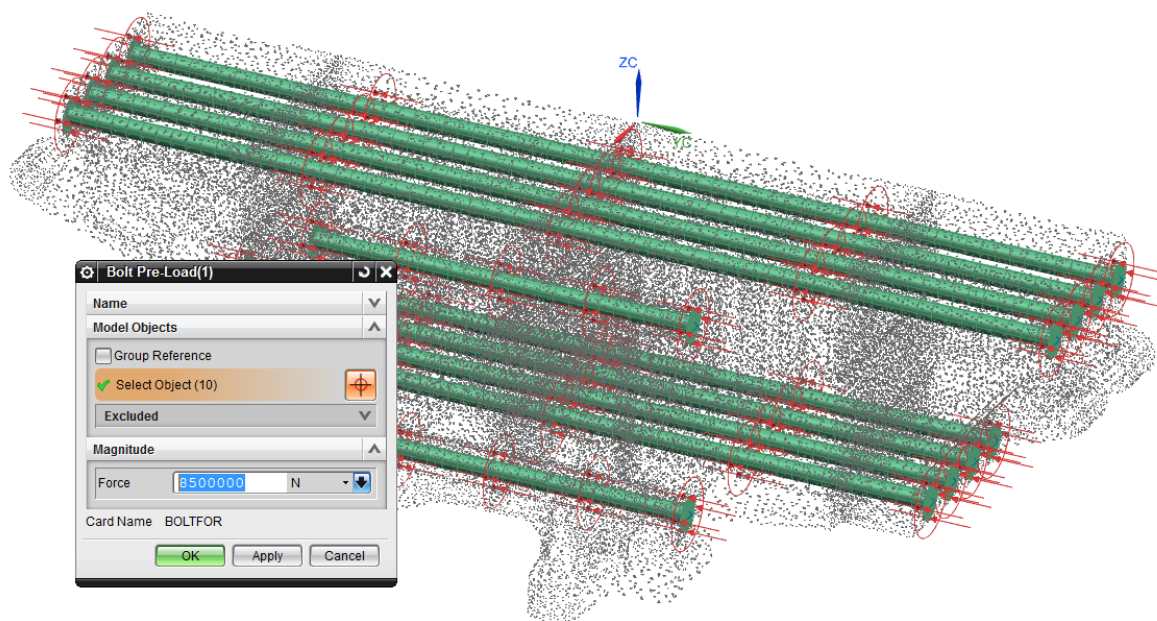 ZC
YC
Bolt Pre-Load(1)
Name
Model Objects
Group Reference
Select Object (10)
Excluded
Magnitude
Force 8500000 N
Card Name BOLTFOR
OK Apply Cancel